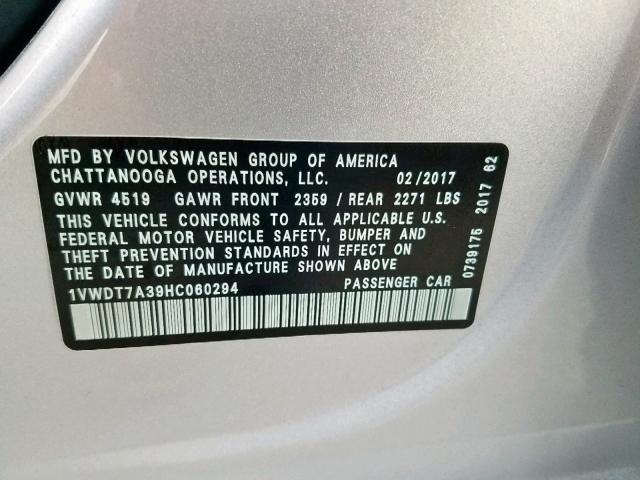 MFD BY VOLKSWAGEN GROUP OF AMERICA
CHATTANOOGA OPERATIONS, LLC. 02/2017
GVWR 4519 GAWR FRONT 2359 / REAR 2271 LBS
THIS VEHICLE CONFORMS TO ALL APPLICABLE U.S.
FEDERAL MOTOR VEHICLE SAFETY, BUMPER AND
THEFT PREVENTION STANDARDS IN EFFECT ON
THE DATE OF MANUFACTURE SHOWN ABOVE
1VWDT7A39HC060294 PASSENGER CAR
0739175 2017 62